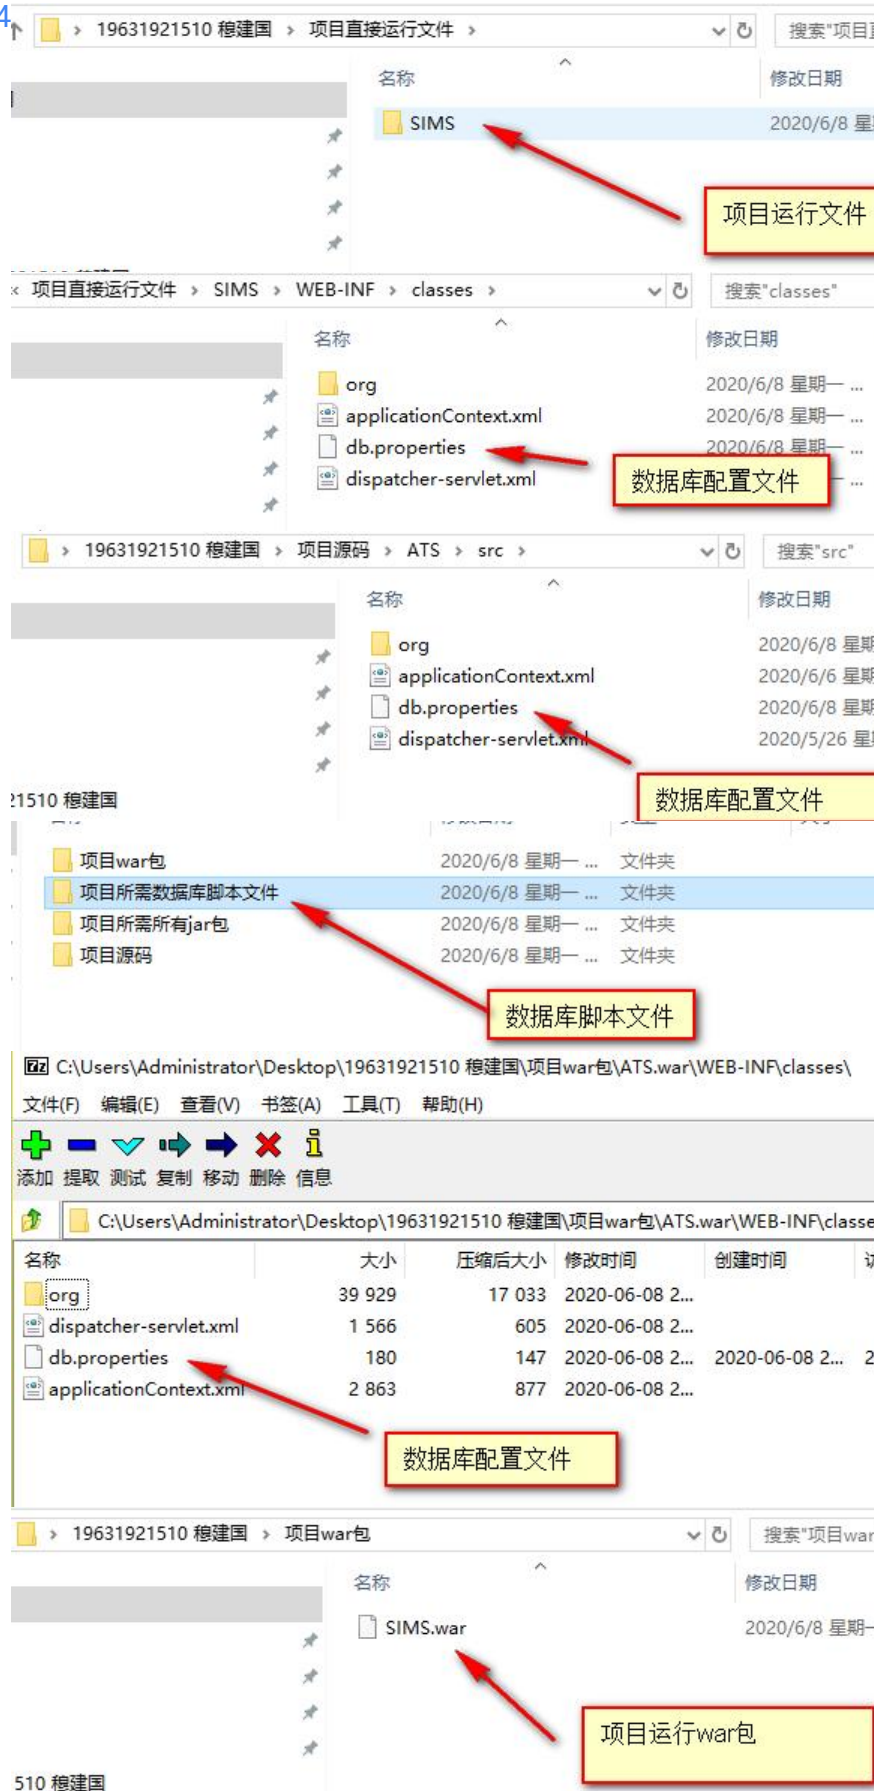 4
19631921510 穆建国 › 项目直接运行文件 ›
搜索"项目
名称 修改日期
SIMS 2020/6/8 星
项目运行文件
« 项目直接运行文件 › SIMS › WEB-INF › classes ›
搜索"classes"
名称 修改日期
org 2020/6/8 星期一 ...
applicationContext.xml 2020/6/8 星期一 ...
db.properties 2020/6/8 星期一 ...
dispatcher-servlet.xml ...
数据库配置文件
› 19631921510 穆建国 › 项目源码 › ATS › src ›
搜索"src"
名称 修改日期
org 2020/6/8 星期
applicationContext.xml 2020/6/6 星期
db.properties 2020/6/8 星期
dispatcher-servlet.xml 2020/5/26 星
21510 穆建国
数据库配置文件
项目war包 2020/6/8 星期一 ... 文件夹
项目所需数据库脚本文件 2020/6/8 星期一 ... 文件夹
项目所需所有jar包 2020/6/8 星期一 ... 文件夹
项目源码 2020/6/8 星期一 ... 文件夹
数据库脚本文件
7z C:\Users\Administrator\Desktop\19631921510 穆建国\项目war包\ATS.war\WEB-INF\classes\
文件(F) 编辑(E) 查看(V) 书签(A) 工具(T) 帮助(H)
添加 提取 测试 复制 移动 删除 信息
C:\Users\Administrator\Desktop\19631921510 穆建国\项目war包\ATS.war\WEB-INF\classe
名称 大小 压缩后大小 修改时间 创建时间
org 39 929 17 033 2020-06-08 2...
dispatcher-servlet.xml 1 566 605 2020-06-08 2...
db.properties 180 147 2020-06-08 2... 2020-06-08 2... 2
applicationContext.xml 2 863 877 2020-06-08 2...
数据库配置文件
› 19631921510 穆建国 › 项目war包
搜索"项目war
名称 修改日期
SIMS.war 2020/6/8 星期一
项目运行war包
510 穆建国